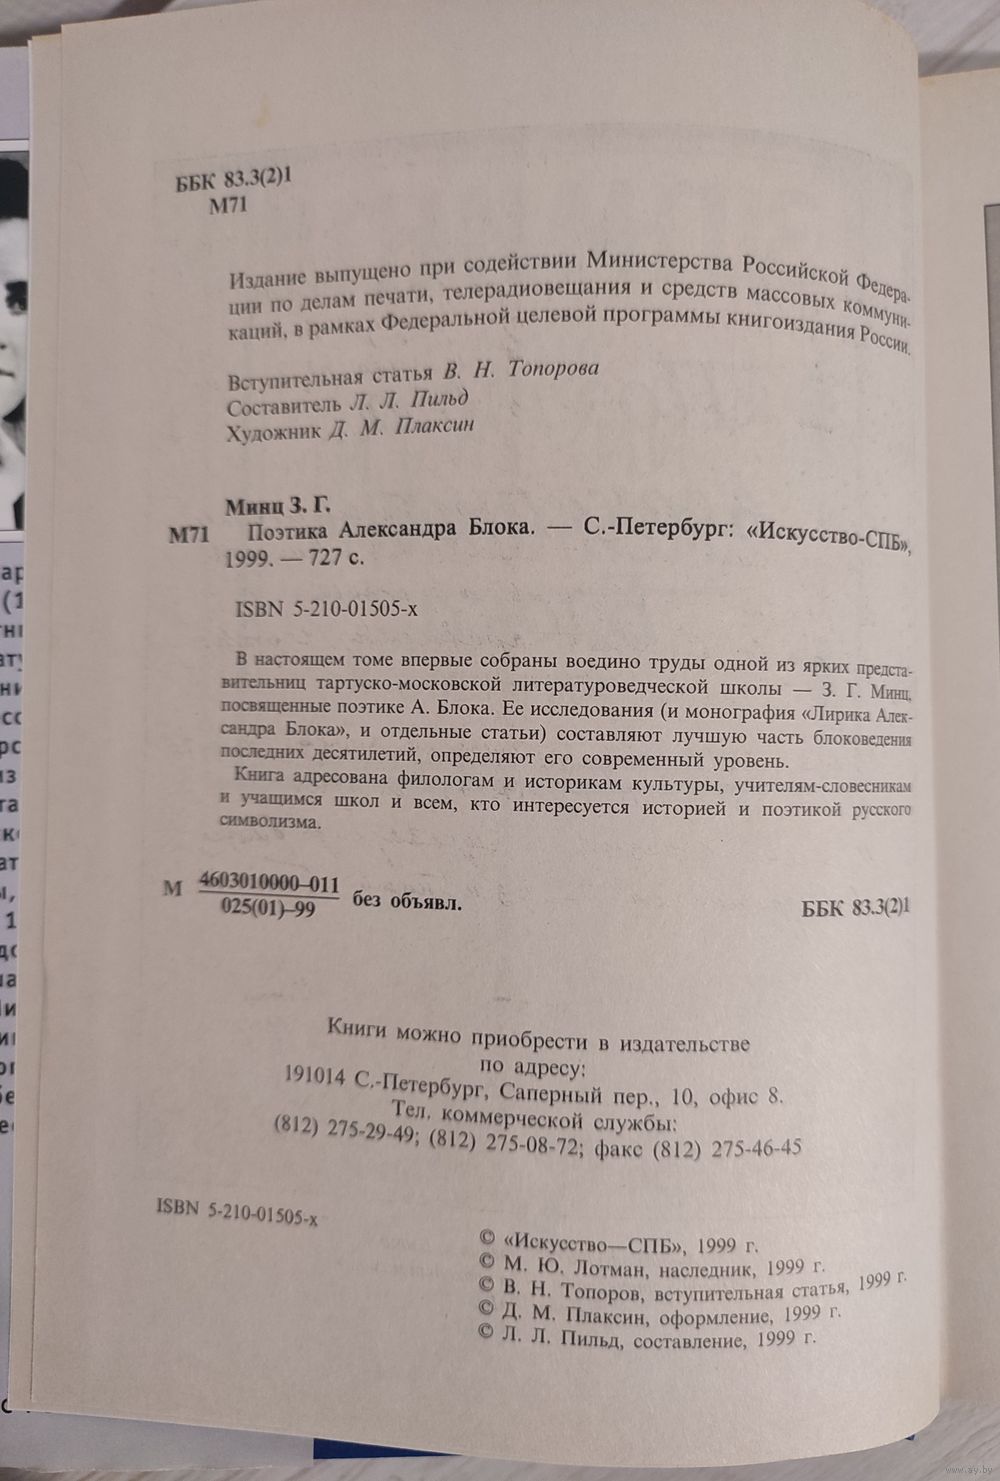 ББК 83.3(2)1
М71
Издание выпущено при содействии Министерства Российской Федера-
ции по делам печати, телерадиовещания и средств массовых коммуни-
каций, в рамках Федеральной целевой программы книгоиздания России.
Вступительная статья В. Н. Топорова
Составитель Л. Л. Пильд
Художник Д. М. Плаксин
Минц З. Г.
М71 Поэтика Александра Блока. — С.-Петербург: «Искусство-СПБ»,
1999. — 727 с.
ISBN 5-210-01505-х
В настоящем томе впервые собраны воедино труды одной из ярких предста-
вительниц тартуско-московской литературоведческой школы — З. Г. Минц,
посвященные поэтике А. Блока. Ее исследования (и монография «Лирика Алек-
сандра Блока», и отдельные статьи) составляют лучшую часть блоковедения
последних десятилетий, определяют его современный уровень.
Книга адресована филологам и историкам культуры, учителям-словесникам
и учащимся школ и всем, кто интересуется историей и поэтикой русского
символизма.
М 4603010000–011
025(01)–99 без объявл.
ББК 83.3(2)1
Книги можно приобрести в издательстве
по адресу:
191014 С.-Петербург, Саперный пер., 10, офис 8.
Тел. коммерческой службы:
(812) 275-29-49; (812) 275-08-72; факс (812) 275-46-45
ISBN 5-210-01505-х
© «Искусство—СПБ», 1999 г.
© М. Ю. Лотман, наследник, 1999 г.
© В. Н. Топоров, вступительная статья, 1999 г.
© Д. М. Плаксин, оформление, 1999 г.
© Л. Л. Пильд, составление, 1999 г.
www.ay.by